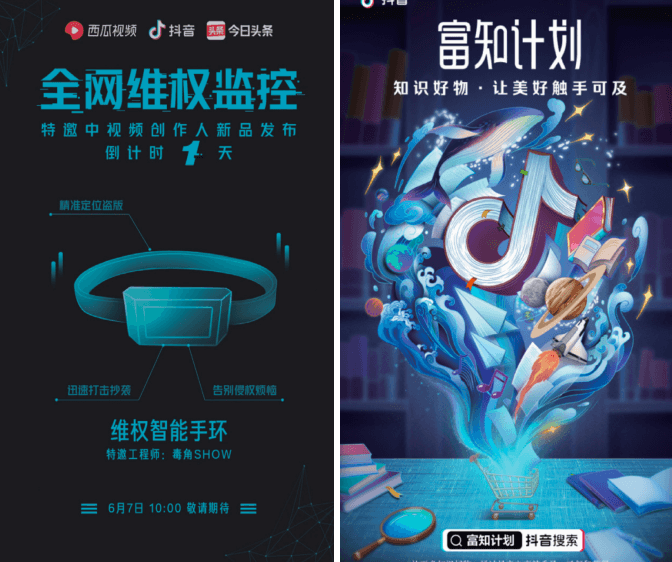 西瓜视频 抖音 头条 今日头条
全网维权监控
特邀中视频创作人新品发布
倒计时 1 天
精准定位盗版
迅速打击抄袭
告别侵权烦恼
维权智能手环
特邀工程师：毒角SHOW
6月7日 10:00 敬请期待
抖音
富知计划
知识好物·让美好触手可及
富知计划 抖音搜索